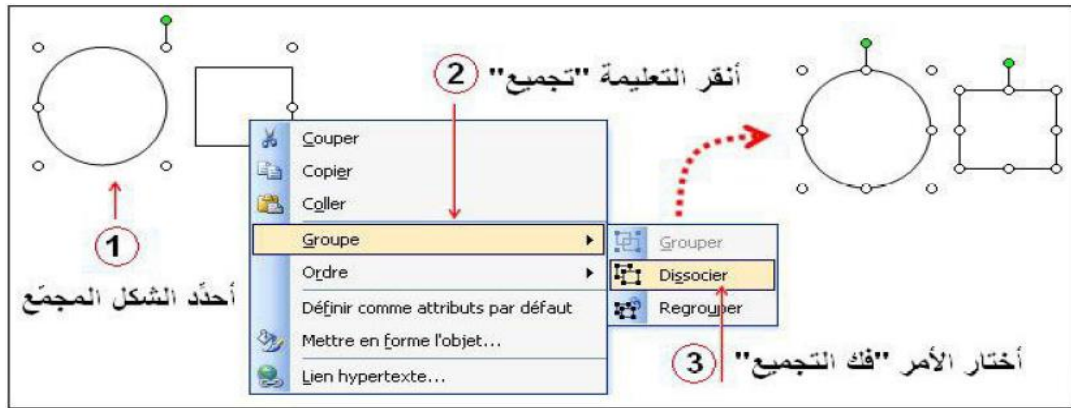 2 أنقر التعليمة "تجميع"
Couper
Copier
Coller
Groupe
Grouper
1
Ordre
Dissocier
أحدّد الشكل المجمّع
Définir comme attributs par défaut
Regrouper
Mettre en forme l'objet...
3 أختار الأمر "فك التجميع"
Lien hypertexte...